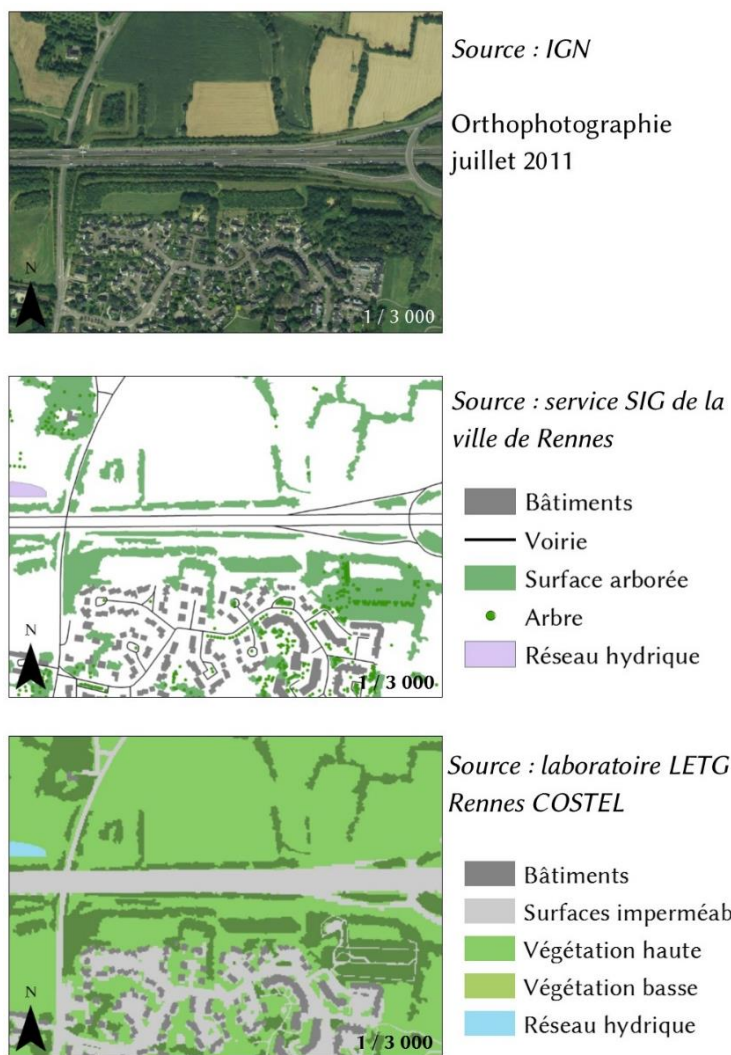 Source : IGN
Orthophotographie
juillet 2011
N
1 / 3 000
Source : service SIG de la
ville de Rennes
Bâtiments
Voirie
Surface arborée
Arbre
Réseau hydrique
N
1 / 3 000
Source : laboratoire LETG
Rennes COSTEL
Bâtiments
Surfaces imperméab
Végétation haute
Végétation basse
Réseau hydrique
N
1 / 3 000